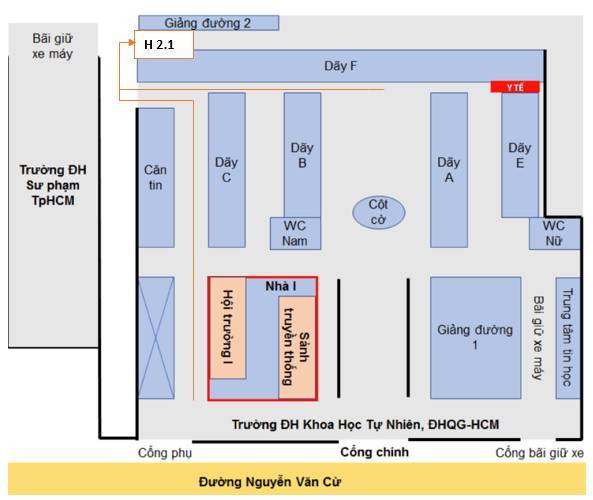 Bãi giữ
xe máy
Giảng đường 2
H 2.1
Dãy F
Y TẾ
Trường ĐH
Sư phạm
TpHCM
Căn
tin
Dãy
C
Dãy
B
Cột
cờ
Dãy
A
Dãy
E
WC
Nam
WC
Nữ
Nhà I
Hội trường I
Sảnh
truyền thống
Giảng đường
1
Bãi giữ xe máy
Trung tâm tin học
Trường ĐH Khoa Học Tự Nhiên, ĐHQG-HCM
Cổng phụ
Cổng chính
Cổng bãi giữ xe
Đường Nguyễn Văn Cừ